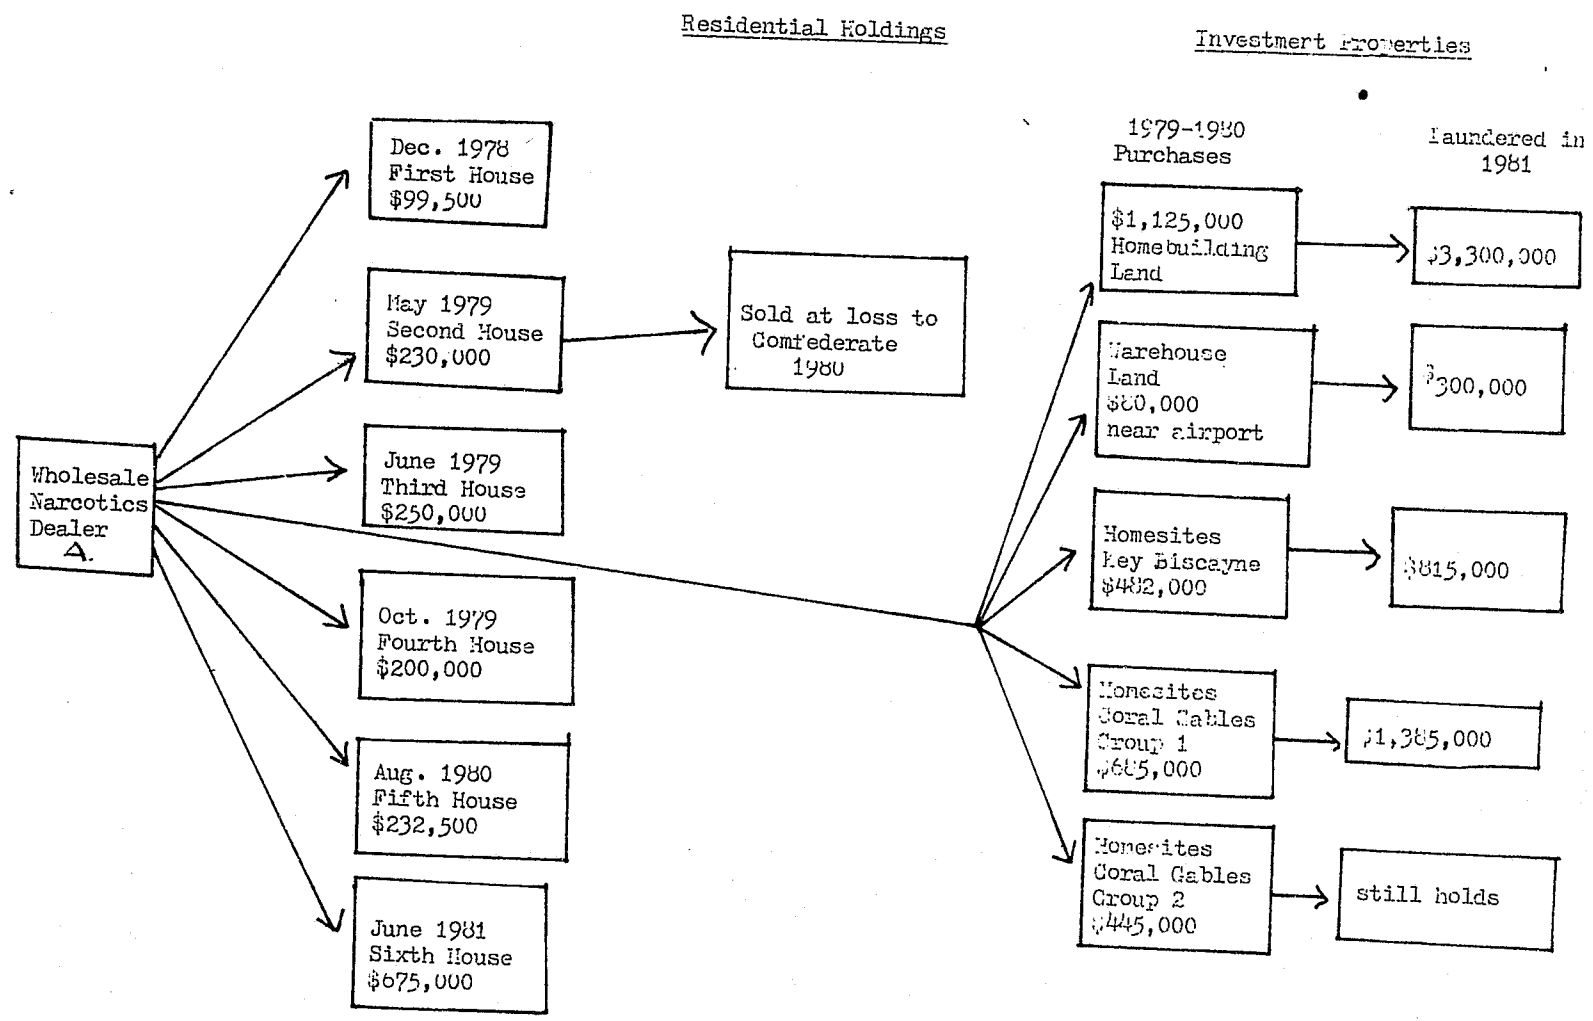 Residential Holdings
Investment Properties
1979-1980
Purchases
Laundered in
1981
Dec. 1978
First House
$99,500
May 1979
Second House
$230,000
Sold at loss to
Comfederate
1980
June 1979
Third House
$250,000
Wholesale
Narcotics
Dealer
A.
Oct. 1979
Fourth House
$200,000
Aug. 1980
Fifth House
$232,500
June 1981
Sixth House
$675,000
$1,125,000
Homebuilding
Land
$3,300,000
Warehouse
Land
$80,000
near airport
$300,000
Homesites
Key Biscayne
$482,000
$815,000
Homesites
Coral Gables
Group 1
$685,000
$1,385,000
Homesites
Coral Gables
Group 2
$445,000
still holds